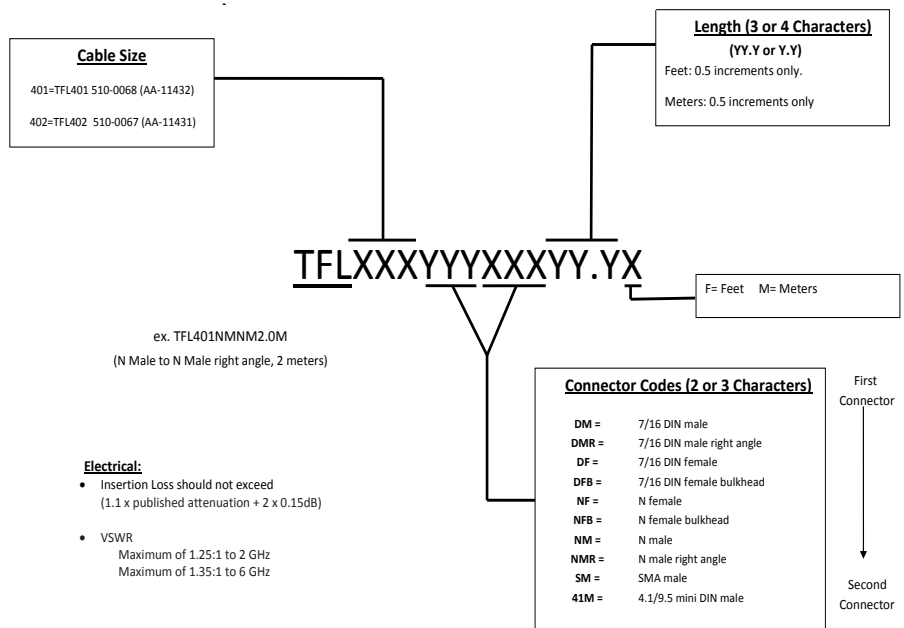 Cable Size
401=TFL401 510-0068 (AA-11432)
402=TFL402 510-0067 (AA-11431)
Length (3 or 4 Characters)
(YY.Y or Y.Y)
Feet: 0.5 increments only.
Meters: 0.5 increments only
TFLXXXYYYXXXYY.YX
F= Feet M= Meters
ex. TFL401NMNM2.0M
(N Male to N Male right angle, 2 meters)
Connector Codes (2 or 3 Characters)
DM = 7/16 DIN male
DMR = 7/16 DIN male right angle
DF = 7/16 DIN female
DFB = 7/16 DIN female bulkhead
NF = N female
NFB = N female bulkhead
NM = N male
NMR = N male right angle
SM = SMA male
41M = 4.1/9.5 mini DIN male
First
Connector
Second
Connector
Electrical:
• Insertion Loss should not exceed
(1.1 x published attenuation + 2 x 0.15dB)
• VSWR
Maximum of 1.25:1 to 2 GHz
Maximum of 1.35:1 to 6 GHz